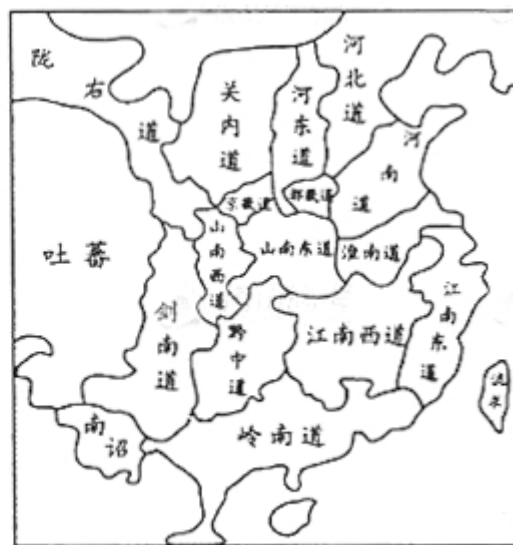 陇右道
关内道
河东道
河北道
河南道
京畿道
都畿道
山南西道
山南东道
淮南道
吐蕃
剑南道
黔中道
江南西道
江南东道
流求
南诏
岭南道